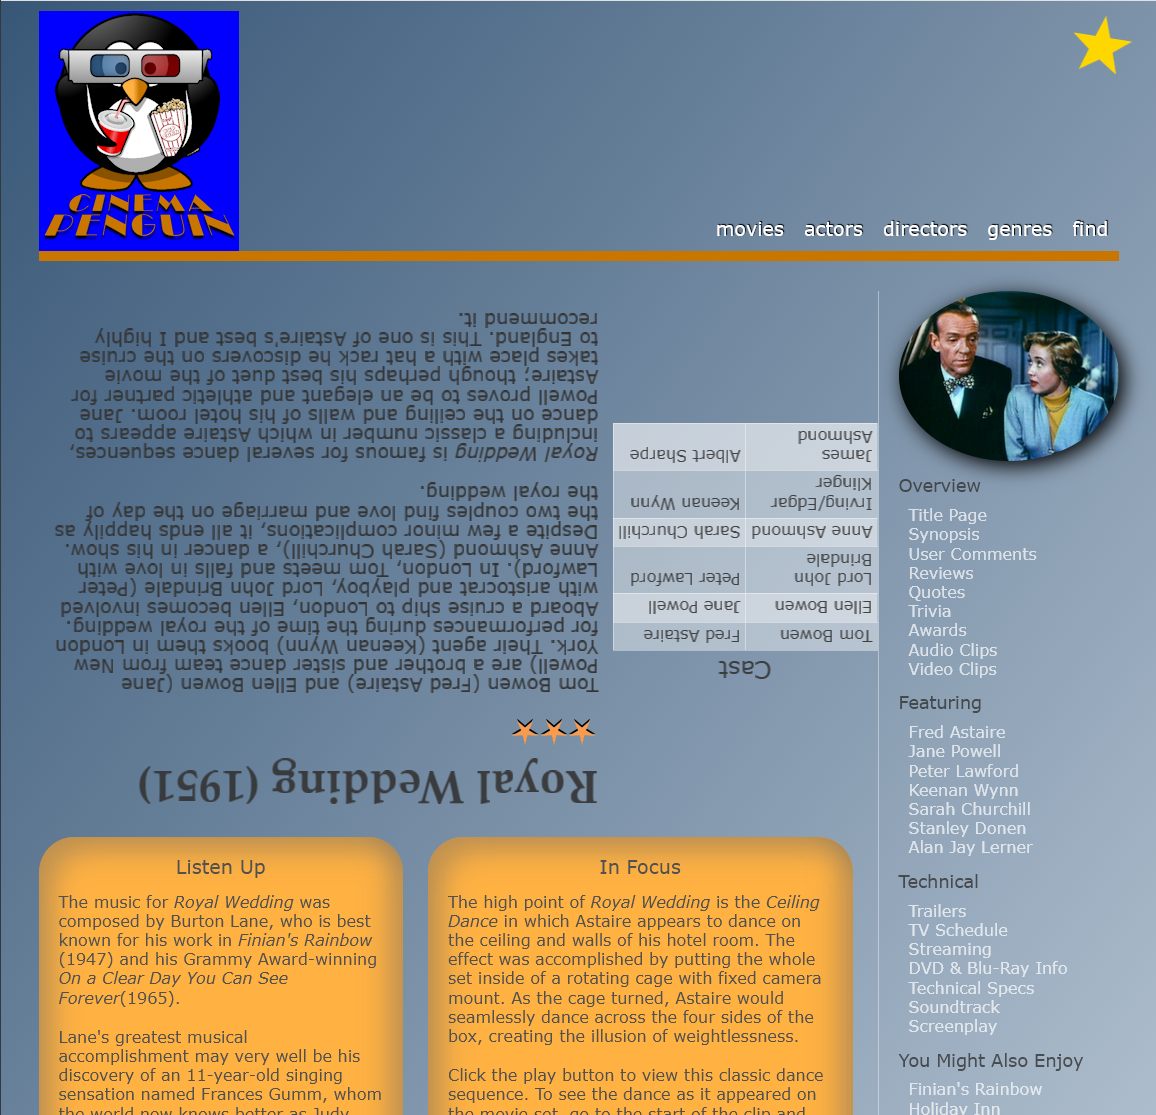 CINEMA
PENGUIN
movies actors directors genres find
Royal Wedding (1951)
Tom Bowen (Fred Astaire) and Ellen Bowen (Jane
Powell) are a brother and sister dance team from New
York. Their agent (Keenan Wynn) books them in London
for performances during the time of the royal wedding.
Aboard a cruise ship to London, Ellen becomes involved
with aristocrat and playboy, Lord John Brindale (Peter
Lawford). In London, Tom meets and falls in love with
Anne Ashmond (Sarah Churchill), a dancer in his show.
Despite a few minor complications, it all ends happily as
the two couples find love and marriage on the day of
the royal wedding.
Royal Wedding is famous for several dance sequences,
including a classic number in which Astaire appears to
dance on the ceiling and walls of his hotel room. Jane
Powell proves to be an elegant and athletic partner for
Astaire; though perhaps his best duet of the movie
takes place with a hat rack he discovers on the cruise
to England. This is one of Astaire's best and I highly
recommend it.
Cast
Tom Bowen Fred Astaire
Ellen Bowen Jane Powell
Lord John
Brindale Peter Lawford
Anne Ashmond Sarah Churchill
Irving/Edgar
Klinger Keenan Wynn
James
Ashmond Albert Sharpe
Listen Up
The music for Royal Wedding was
composed by Burton Lane, who is best
known for his work in Finian's Rainbow
(1947) and his Grammy Award-winning
On a Clear Day You Can See
Forever(1965).
Lane's greatest musical
accomplishment may very well be his
discovery of an 11-year-old singing
sensation named Frances Gumm, whom
the world now knows better as Judy
In Focus
The high point of Royal Wedding is the Ceiling
Dance in which Astaire appears to dance on
the ceiling and walls of his hotel room. The
effect was accomplished by putting the whole
set inside of a rotating cage with fixed camera
mount. As the cage turned, Astaire would
seamlessly dance across the four sides of the
box, creating the illusion of weightlessness.
Click the play button to view this classic dance
sequence. To see the dance as it appeared on
the movie set, go to the start of the clip and
Overview
Title Page
Synopsis
User Comments
Reviews
Quotes
Trivia
Awards
Audio Clips
Video Clips
Featuring
Fred Astaire
Jane Powell
Peter Lawford
Keenan Wynn
Sarah Churchill
Stanley Donen
Alan Jay Lerner
Technical
Trailers
TV Schedule
Streaming
DVD & Blu-Ray Info
Technical Specs
Soundtrack
Screenplay
You Might Also Enjoy
Finian's Rainbow
Holiday Inn